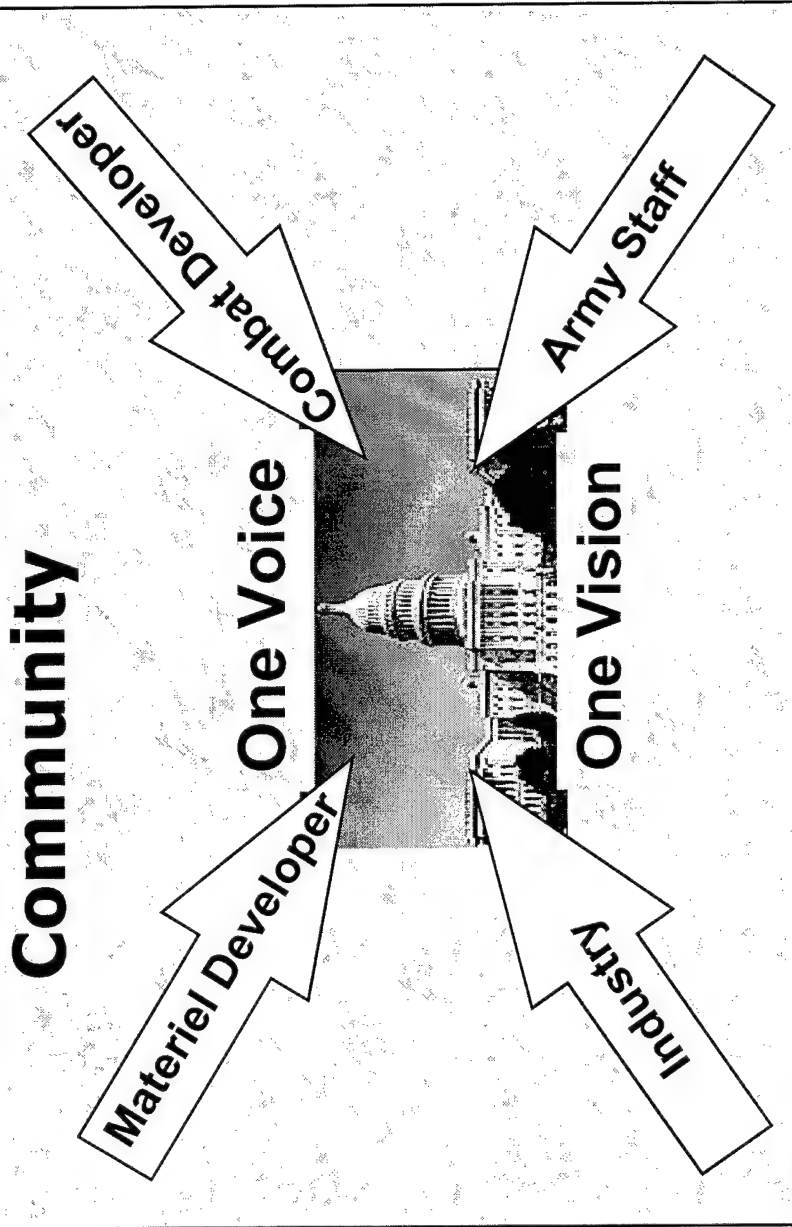 Community
One Voice
Materiel Developer
Combat Developer
Industry
Army Staff
One Vision